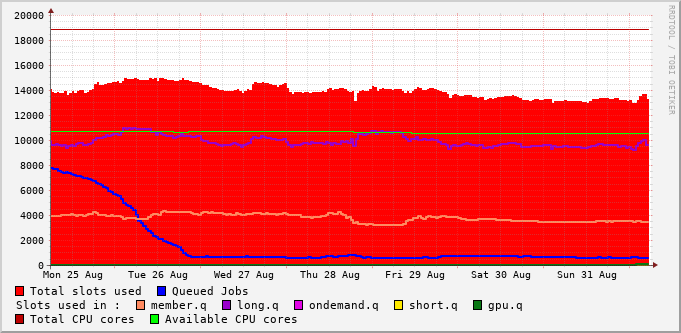 20000
18000
16000
14000
12000
10000
8000
6000
4000
2000
0
Mon 25 Aug Tue 26 Aug Wed 27 Aug Thu 28 Aug Fri 29 Aug Sat 30 Aug Sun 31 Aug
Total slots used Queued Jobs
Slots used in : member.q long.q ondemand.q short.q gpu.q
Total CPU cores Available CPU cores
RRDTOOL / TOBI OETIKER